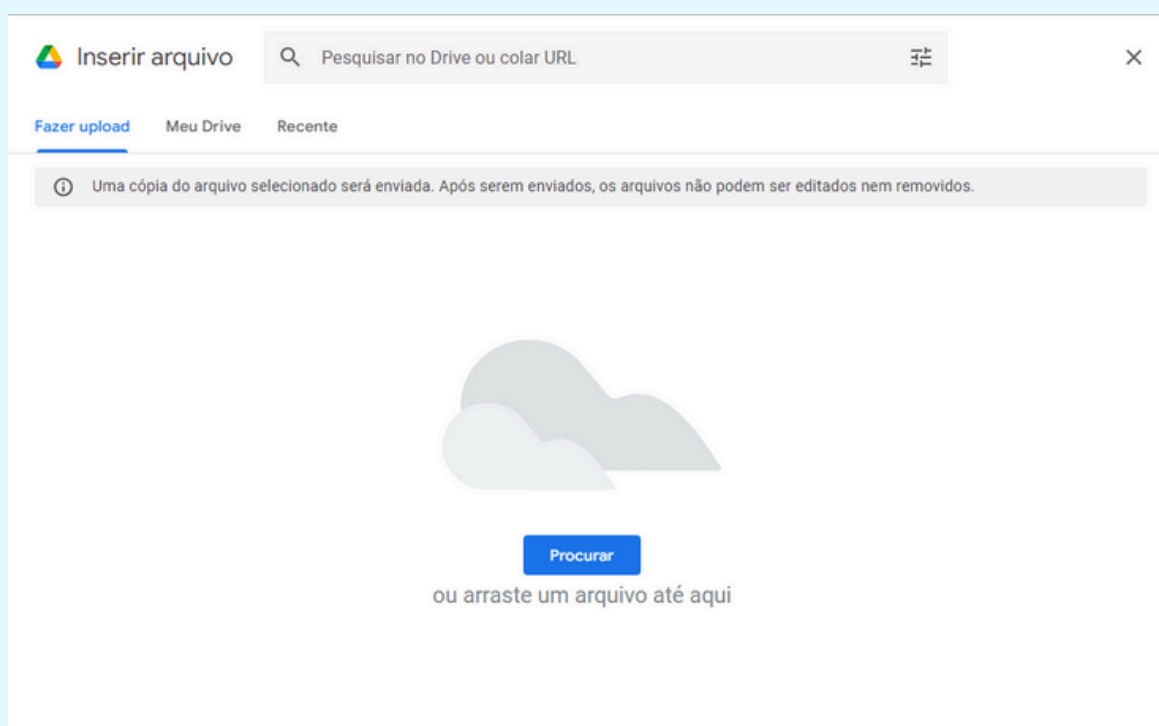 Inserir arquivo
Pesquisar no Drive ou colar URL
Fazer upload
Meu Drive
Recente
Uma cópia do arquivo selecionado será enviada. Após serem enviados, os arquivos não podem ser editados nem removidos.
Procurar
ou arraste um arquivo até aqui